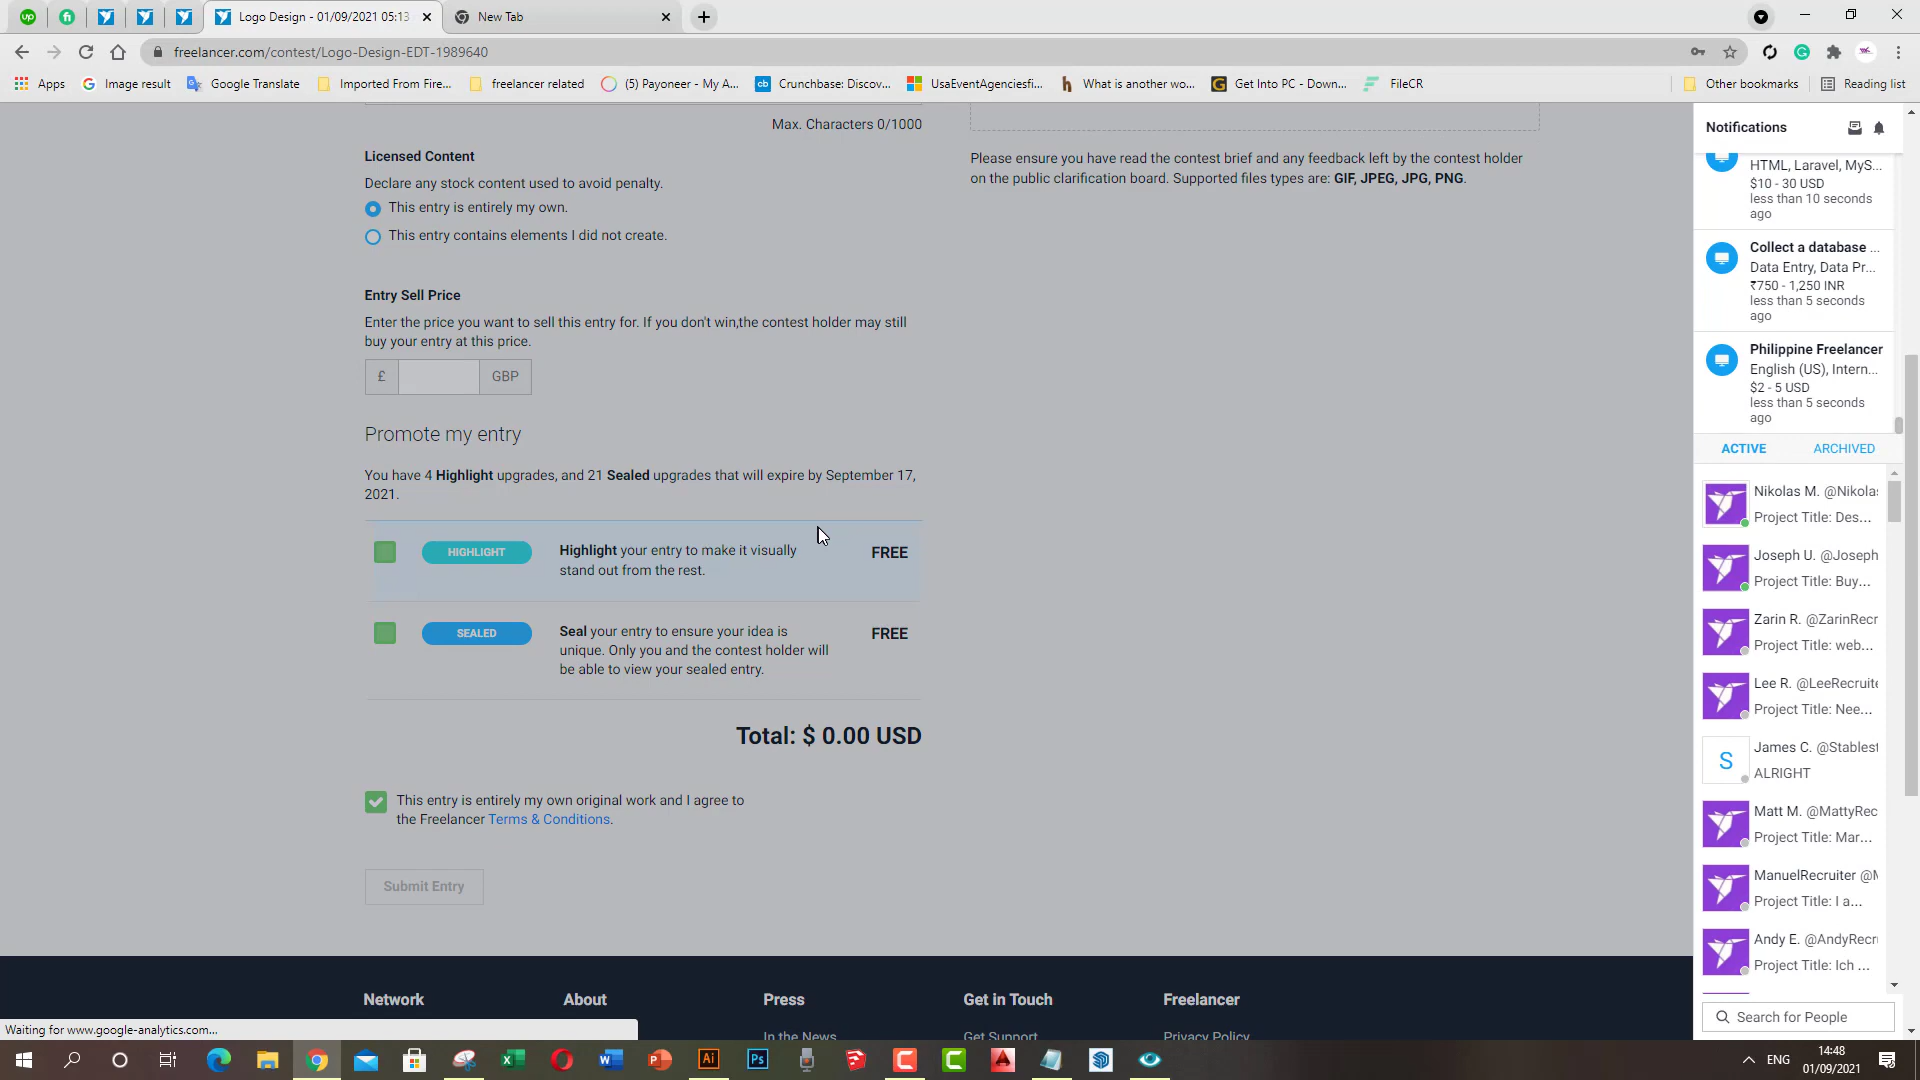 Logo Design - 01/09/2021 05:13
New Tab
freelancer.com/contest/Logo-Design-EDT-1989640
Apps
Image result
Google Translate
Imported From Fire...
freelancer related
(5) Payoneer - My A...
Crunchbase: Discov...
UsaEventAgenciesfi...
What is another wo...
Get Into PC - Down...
FileCR
Other bookmarks
Reading list
Max. Characters 0/1000
Licensed Content
Declare any stock content used to avoid penalty.
This entry is entirely my own.
This entry contains elements I did not create.
Please ensure you have read the contest brief and any feedback left by the contest holder
on the public clarification board. Supported files types are: GIF, JPEG, JPG, PNG.
Entry Sell Price
Enter the price you want to sell this entry for. If you don't win,the contest holder may still
buy your entry at this price.
£ GBP
Promote my entry
You have 4 Highlight upgrades, and 21 Sealed upgrades that will expire by September 17,
2021.
HIGHLIGHT
Highlight your entry to make it visually
stand out from the rest.
FREE
SEALED
Seal your entry to ensure your idea is
unique. Only you and the contest holder will
be able to view your sealed entry.
FREE
Total: $ 0.00 USD
This entry is entirely my own original work and I agree to
the Freelancer Terms & Conditions.
Submit Entry
Network
About
Press
Get in Touch
Freelancer
In the News
Get Support
Privacy Policy
Waiting for www.google-analytics.com...
Notifications
HTML, Laravel, MyS...
$10 - 30 USD
less than 10 seconds
ago
Collect a database ...
Data Entry, Data Pr...
₹750 - 1,250 INR
less than 5 seconds
ago
Philippine Freelancer
English (US), Intern...
$2 - 5 USD
less than 5 seconds
ago
ACTIVE
ARCHIVED
Nikolas M. @Nikolas
Project Title: Des...
Joseph U. @Joseph
Project Title: Buy...
Zarin R. @ZarinRecr
Project Title: web...
Lee R. @LeeRecruite
Project Title: Nee...
S
James C. @Stablest
ALRIGHT
Matt M. @MattyRec
Project Title: Mar...
ManuelRecruiter @M
Project Title: I a...
Andy E. @AndyRecr
Project Title: Ich ...
Search for People
ENG
14:48
01/09/2021